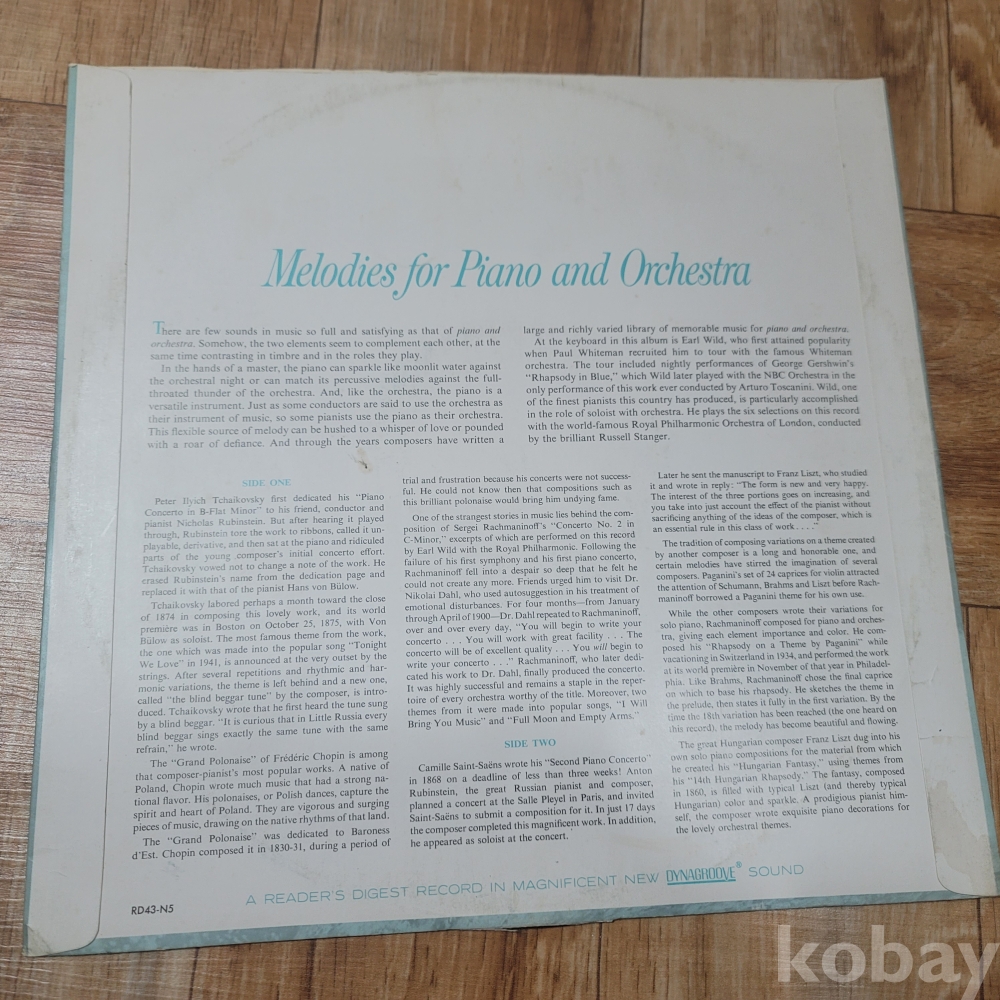 Melodies for Piano and Orchestra
There are few sounds in music so full and satisfying as that of piano and
orchestra. Somehow, the two elements seem to complement each other, at the
same time contrasting in timbre and in the roles they play.
In the hands of a master, the piano can sparkle like moonlit water against
the orchestral night or can match its percussive melodies against the full-
throated thunder of the orchestra. And, like the orchestra, the piano is a
versatile instrument. Just as some conductors are said to use the orchestra as
their instrument of music, so some pianists use the piano as their orchestra.
This flexible source of melody can be hushed to a whisper of love or pounded
with a roar of defiance. And through the years composers have written a
large and richly varied library of memorable music for piano and orchestra.
At the keyboard in this album is Earl Wild, who first attained popularity
when Paul Whiteman recruited him to tour with the famous Whiteman
orchestra. The tour included nightly performances of George Gershwin's
"Rhapsody in Blue," which Wild later played with the NBC Orchestra in the
only performance of this work ever conducted by Arturo Toscanini. Wild, one
of the finest pianists this country has produced, is particularly accomplished
in the role of soloist with orchestra. He plays the six selections on this record
with the world-famous Royal Philharmonic Orchestra of London, conducted
by the brilliant Russell Stanger.
SIDE ONE
Peter Ilyich Tchaikovsky first dedicated his "Piano
Concerto in B-Flat Minor" to his friend, conductor and
pianist Nicholas Rubinstein. But after hearing it played
through, Rubinstein tore the work to ribbons, called it un-
playable, derivative, and then sat at the piano and ridiculed
parts of the young composer's initial concerto effort.
Tchaikovsky vowed not to change a note of the work. He
erased Rubinstein's name from the dedication page and
replaced it with that of the pianist Hans von Bülow.
Tchaikovsky labored perhaps a month toward the close
of 1874 in composing this lovely work, and its world
première was in Boston on October 25, 1875, with Von
Bülow as soloist. The most famous theme from the work,
the one which was made into the popular song "Tonight
We Love" in 1941, is announced at the very outset by the
strings. After several repetitions and rhythmic and har-
monic variations, the theme is left behind and a new one,
called "the blind beggar tune" by the composer, is intro-
duced. Tchaikovsky wrote that he first heard the tune sung
by a blind beggar. "It is curious that in Little Russia every
blind beggar sings exactly the same tune with the same
refrain," he wrote.
The "Grand Polonaise" of Frédéric Chopin is among
that composer-pianist's most popular works. A native of
Poland, Chopin wrote much music that had a strong na-
tional flavor. His polonaises, or Polish dances, capture the
spirit and heart of Poland. They are vigorous and surging
pieces of music, drawing on the native rhythms of that land.
The "Grand Polonaise" was dedicated to Baroness
d'Est. Chopin composed it in 1830-31, during a period of
trial and frustration because his concerts were not success-
ful. He could not know then that compositions such as
this brilliant polonaise would bring him undying fame.
One of the strangest stories in music lies behind the com-
position of Sergei Rachmaninoff's "Concerto No. 2 in
C-Minor," excerpts of which are performed on this record
by Earl Wild with the Royal Philharmonic. Following the
failure of his first symphony and his first piano concerto,
Rachmaninoff fell into a despair so deep that he felt he
could not create any more. Friends urged him to visit Dr.
Nikolai Dahl, who used autosuggestion in his treatment of
emotional disturbances. For four months—from January
through April of 1900—Dr. Dahl repeated to Rachmaninoff,
over and over every day, "You will begin to write your
concerto . . . You will work with great facility . . . The
concerto will be of excellent quality . . . You will begin to
write your concerto . . ." Rachmaninoff, who later dedi-
cated his work to Dr. Dahl, finally produced the concerto.
It was highly successful and remains a staple in the reper-
toire of every orchestra worthy of the title. Moreover, two
themes from it were made into popular songs, "I Will
Bring You Music" and "Full Moon and Empty Arms."
SIDE TWO
Camille Saint-Saëns wrote his "Second Piano Concerto"
in 1868 on a deadline of less than three weeks! Anton
Rubinstein, the great Russian pianist and composer,
planned a concert at the Salle Pleyel in Paris, and invited
Saint-Saëns to submit a composition for it. In just 17 days
the composer completed this magnificent work. In addition,
he appeared as soloist at the concert.
Later he sent the manuscript to Franz Liszt, who studied
it and wrote in reply: "The form is new and very happy.
The interest of the three portions goes on increasing, and
you take into just account the effect of the pianist without
sacrificing anything of the ideas of the composer, which is
an essential rule in this class of work . . . ."
The tradition of composing variations on a theme created
by another composer is a long and honorable one, and
certain melodies have stirred the imagination of several
composers. Paganini's set of 24 caprices for violin attracted
the attention of Schumann, Brahms and Liszt before Rach-
maninoff borrowed a Paganini theme for his own use.
While the other composers wrote their variations for
solo piano, Rachmaninoff composed for piano and orches-
tra, giving each element importance and color. He com-
posed his "Rhapsody on a Theme by Paganini" while
vacationing in Switzerland in 1934, and performed the work
at its world première in November of that year in Philadel-
phia. Like Brahms, Rachmaninoff chose the final caprice
on which to base his rhapsody. He sketches the theme in
the prelude, then states it fully in the first variation. By the
time the 18th variation has been reached (the one heard on
this record), the melody has become beautiful and flowing.
The great Hungarian composer Franz Liszt dug into his
own solo piano compositions for the material from which
he created his "Hungarian Fantasy," using themes from
his "14th Hungarian Rhapsody." The fantasy, composed
in 1860, is filled with typical Liszt (and thereby typical
Hungarian) color and sparkle. A prodigious pianist him-
self, the composer wrote exquisite piano decorations for
the lovely orchestral themes.
RD43-N5
A READER'S DIGEST RECORD IN MAGNIFICENT NEW DYNAGROOVE® SOUND
kobay